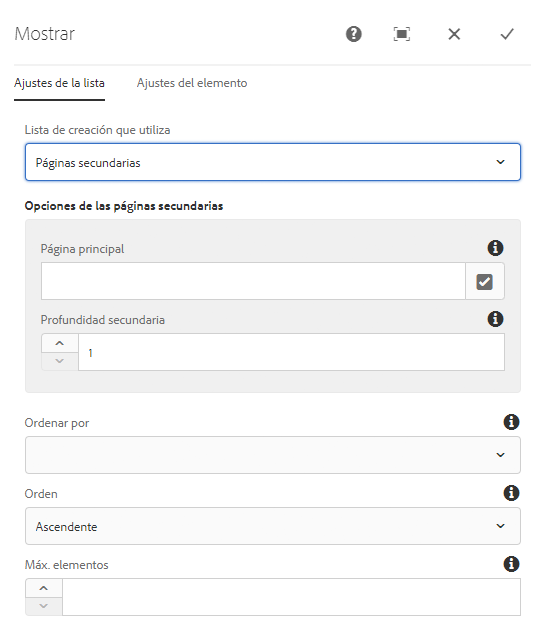 Mostrar
Ajustes de la lista
Ajustes del elemento
Lista de creación que utiliza
Páginas secundarias
Opciones de las páginas secundarias
Página principal
Profundidad secundaria
1
Ordenar por
Orden
Ascendente
Máx. elementos